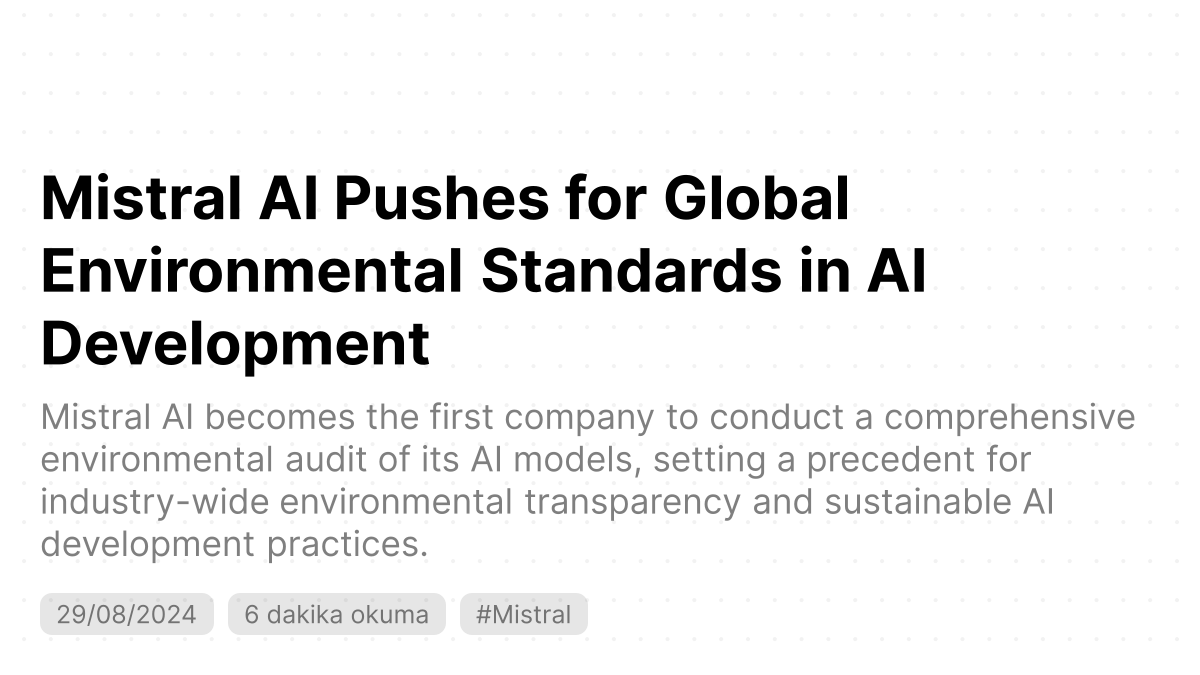 Mistral AI Pushes for Global
Environmental Standards in AI
Development
Mistral AI becomes the first company to conduct a comprehensive
environmental audit of its AI models, setting a precedent for
industry-wide environmental transparency and sustainable AI
development practices.
29/08/2024 6 dakika okuma #Mistral